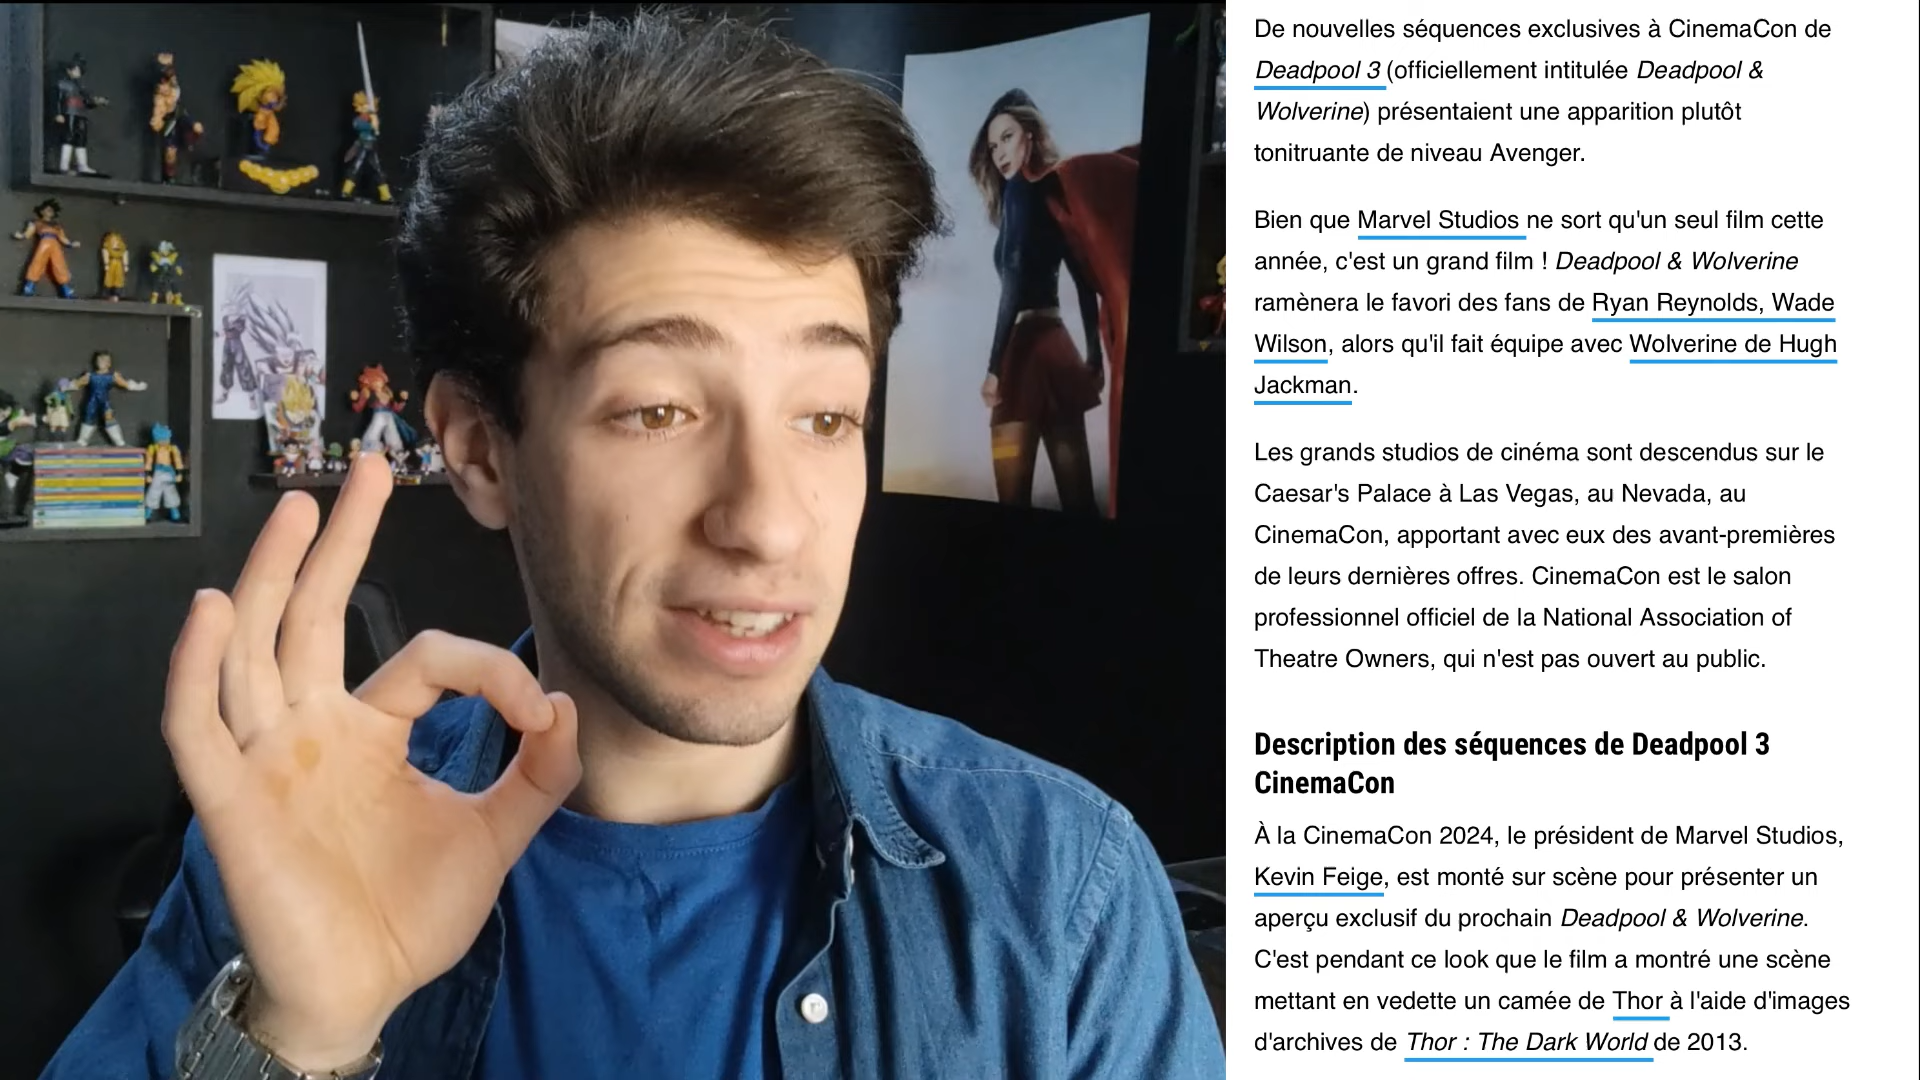 De nouvelles séquences exclusives à CinemaCon de
Deadpool 3 (officiellement intitulée Deadpool &
Wolverine) présentaient une apparition plutôt
tonitruante de niveau Avenger.
Bien que Marvel Studios ne sort qu'un seul film cette
année, c'est un grand film ! Deadpool & Wolverine
ramènera le favori des fans de Ryan Reynolds, Wade
Wilson, alors qu'il fait équipe avec Wolverine de Hugh
Jackman.
Les grands studios de cinéma sont descendus sur le
Caesar's Palace à Las Vegas, au Nevada, au
CinemaCon, apportant avec eux des avant-premières
de leurs dernières offres. CinemaCon est le salon
professionnel officiel de la National Association of
Theatre Owners, qui n'est pas ouvert au public.
Description des séquences de Deadpool 3
CinemaCon
À la CinemaCon 2024, le président de Marvel Studios,
Kevin Feige, est monté sur scène pour présenter un
aperçu exclusif du prochain Deadpool & Wolverine.
C'est pendant ce look que le film a montré une scène
mettant en vedette un camée de Thor à l'aide d'images
d'archives de Thor : The Dark World de 2013.